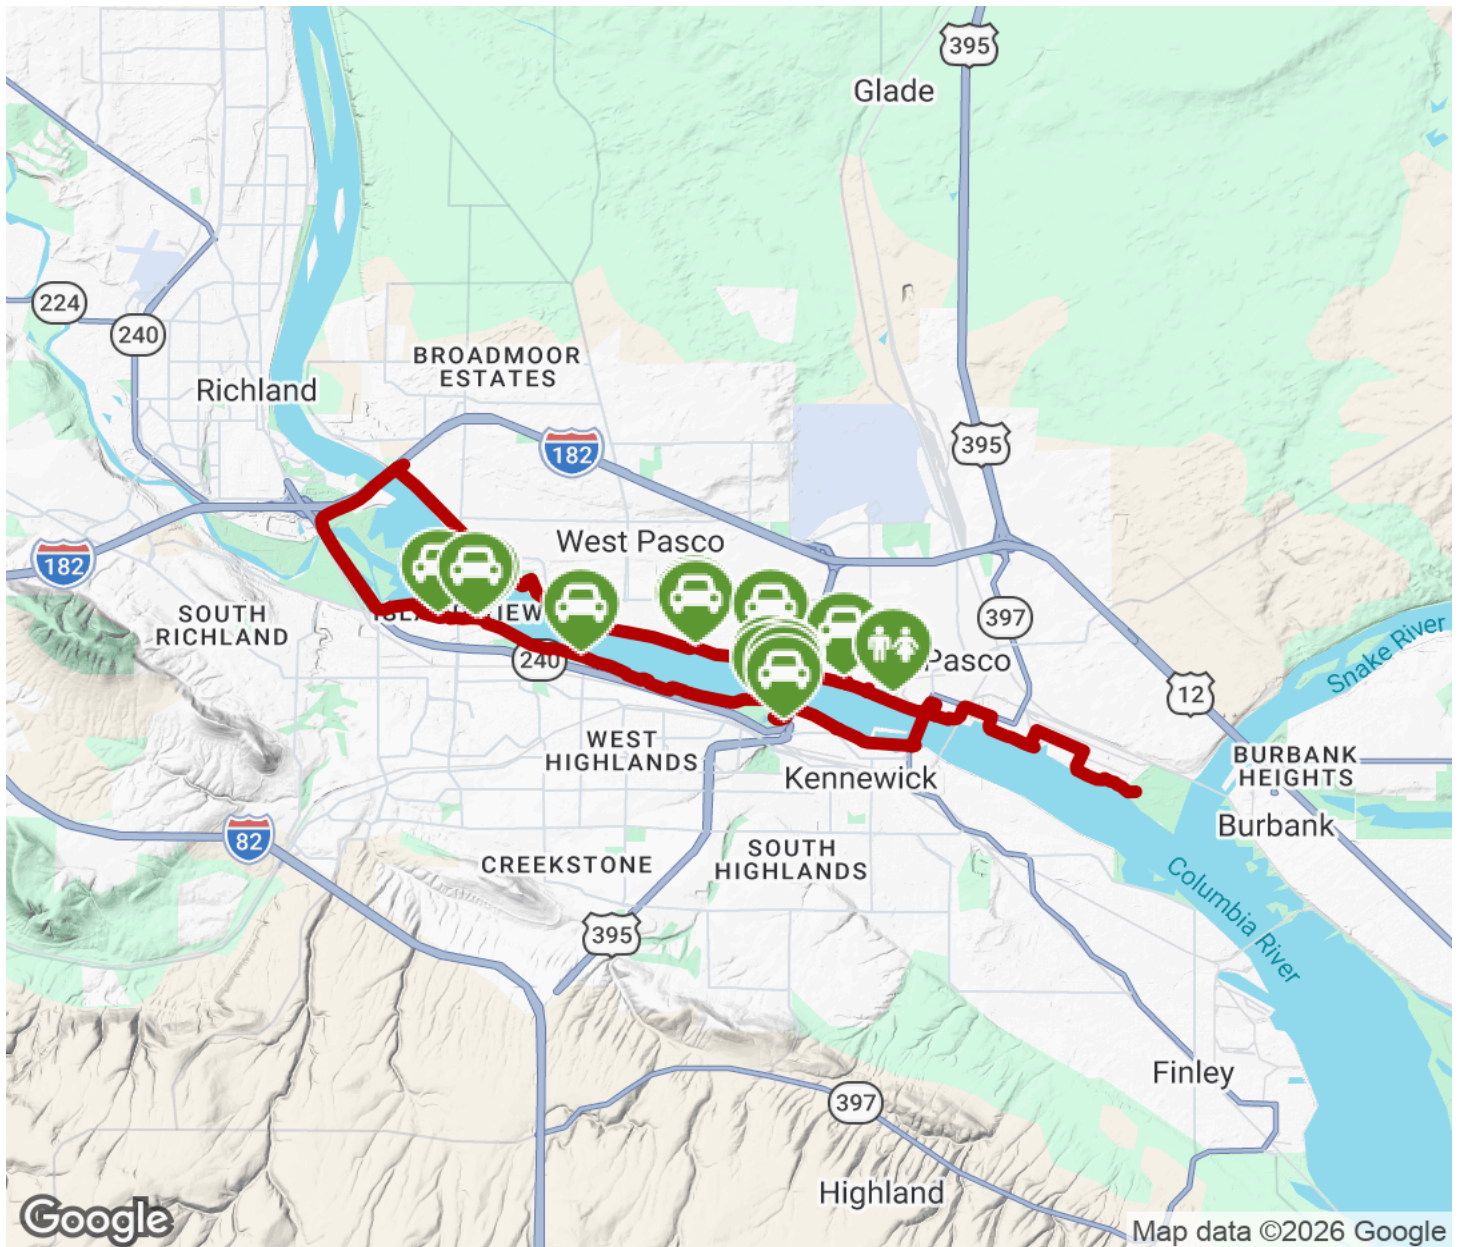 395
Glade
224
240
BROADMOOR
ESTATES
Richland
182
395
West Pasco
182
SOUTH
RICHLAND
397
240
Pasco
Snake River
12
WEST
HIGHLANDS
BURBANK
HEIGHTS
Kennewick
Burbank
82
CREEKSTONE
SOUTH
HIGHLANDS
Columbia River
395
Finley
397
Highland
Google
Map data ©2026 Google